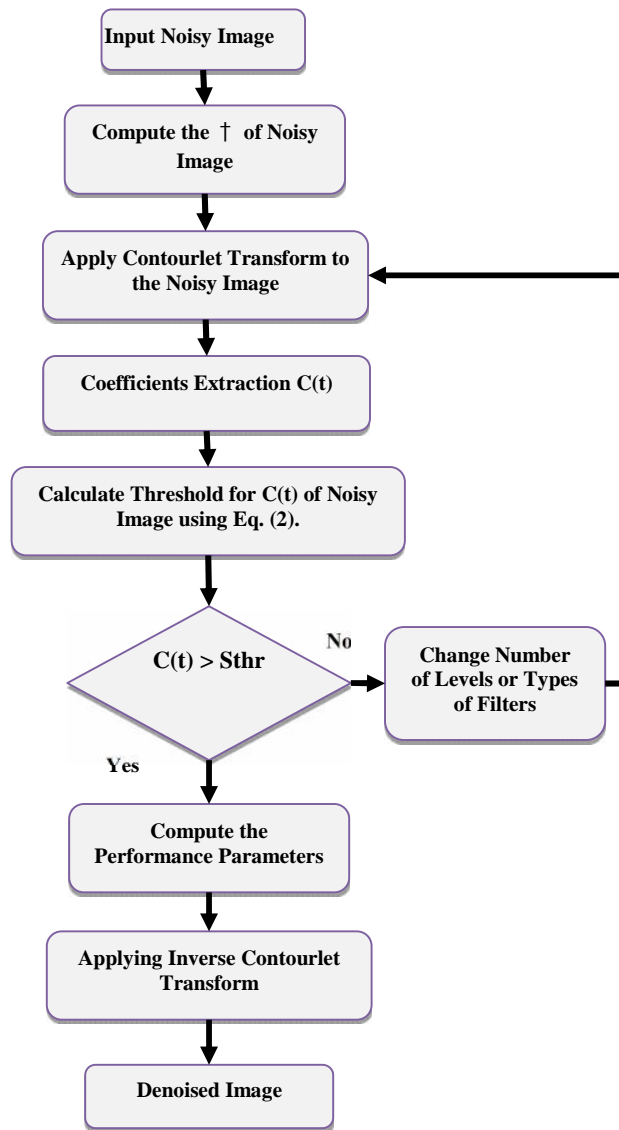 Input Noisy Image
Compute the † of Noisy
Image
Apply Contourlet Transform to
the Noisy Image
Coefficients Extraction C(t)
Calculate Threshold for C(t) of Noisy
Image using Eq. (2).
C(t) > Sthr
No
Change Number
of Levels or Types
of Filters
Yes
Compute the
Performance Parameters
Applying Inverse Contourlet
Transform
Denoised Image